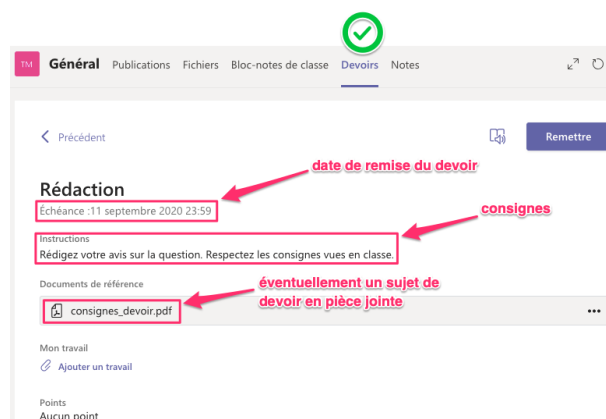 TM Général Publications Fichiers Bloc-notes de classe Devoirs Notes
Précédent
Remettre
date de remise du devoir
Rédaction
Échéance :11 septembre 2020 23:59
consignes
Instructions
Rédigez votre avis sur la question. Respectez les consignes vues en classe.
Documents de référence
éventuellement un sujet de
devoir en pièce jointe
consignes_devoir.pdf
Mon travail
Ajouter un travail
Points
Aucun point